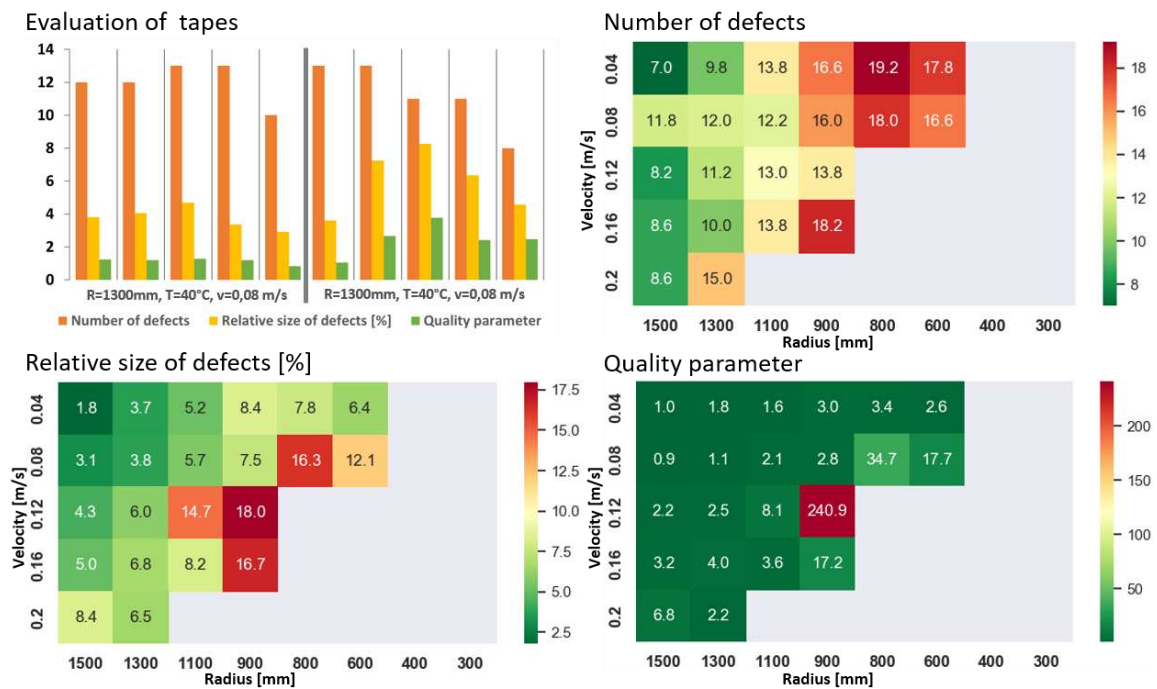 Evaluation of tapes
14
12
10
8
6
4
2
0
R=1300mm, T=40°C, v=0,08 m/s
R=1300mm, T=40°C, v=0,08 m/s
Number of defects
Relative size of defects [%]
Quality parameter
Number of defects
Velocity [m/s]
0.04
7.0 9.8 13.8 16.6 19.2 17.8
0.08
11.8 12.0 12.2 16.0 18.0 16.6
0.12
8.2 11.2 13.0 13.8
0.16
8.6 10.0 13.8 18.2
0.2
8.6 15.0
1500 1300 1100 900 800 600 400 300
Radius [mm]
18
16
14
12
10
8
Relative size of defects [%]
Velocity [m/s]
0.04
1.8 3.7 5.2 8.4 7.8 6.4
0.08
3.1 3.8 5.7 7.5 16.3 12.1
0.12
4.3 6.0 14.7 18.0
0.16
5.0 6.8 8.2 16.7
0.2
8.4 6.5
1500 1300 1100 900 800 600 400 300
Radius [mm]
17.5
15.0
12.5
10.0
7.5
5.0
2.5
Quality parameter
Velocity [m/s]
0.04
1.0 1.8 1.6 3.0 3.4 2.6
0.08
0.9 1.1 2.1 2.8 34.7 17.7
0.12
2.2 2.5 8.1 240.9
0.16
3.2 4.0 3.6 17.2
0.2
6.8 2.2
1500 1300 1100 900 800 600 400 300
Radius [mm]
200
150
100
50